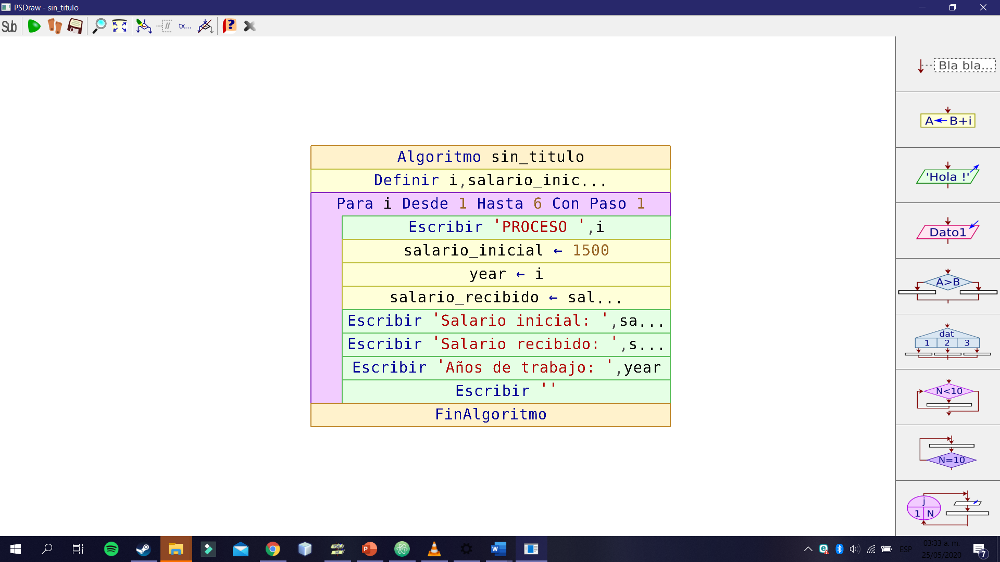 PSDraw - sin_titulo
Sub
tx...
?
Algoritmo sin_titulo
Definir i,salario_inic...
Para i Desde 1 Hasta 6 Con Paso 1
Escribir 'PROCESO ',i
salario_inicial ← 1500
year ← i
salario_recibido ← sal...
Escribir 'Salario inicial: ',sa...
Escribir 'Salario recibido: ',s...
Escribir 'Años de trabajo: ',year
Escribir ''
FinAlgoritmo
Bla bla...
A←B+i
'Hola !'
Dato1
A>B
dat
1 2 3
N<10
N=10
j
1 N
ESP
03:33 a. m.
25/05/2020
7